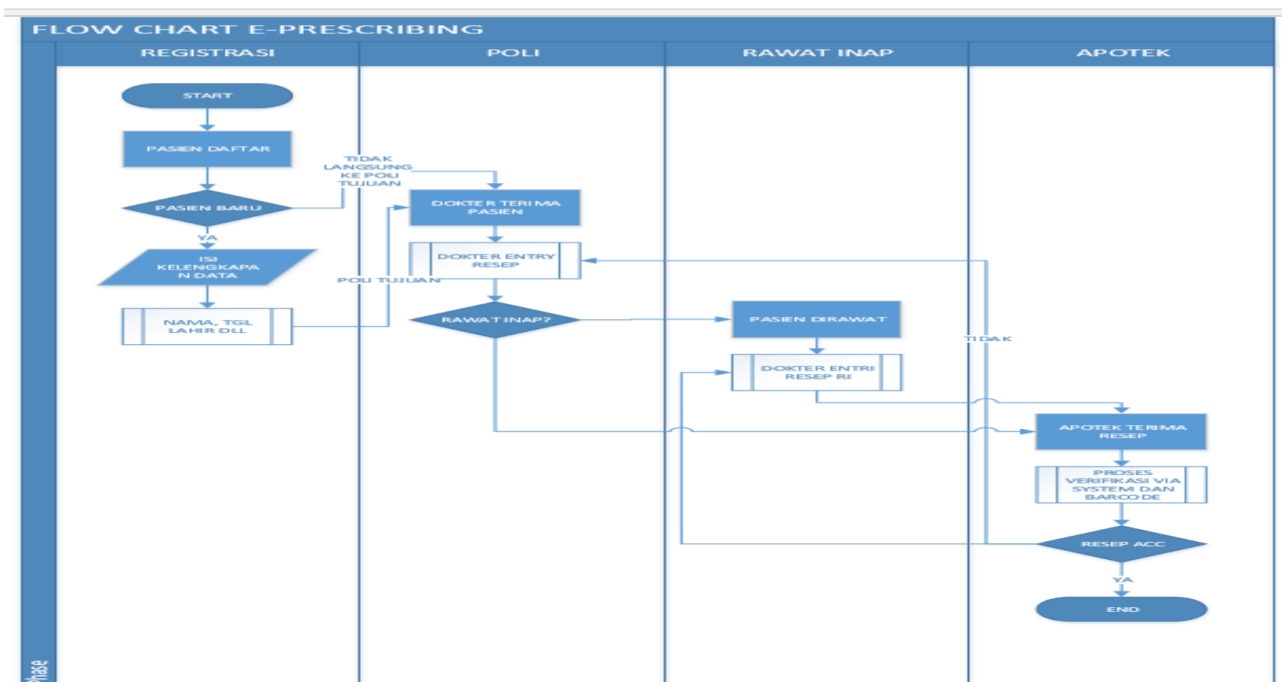 FLOW CHART E-PRESCRIBING
REGISTRASI
POLI
RAWAT INAP
APOTEK
START
PASIEN DAFTAR
TIDAK
LANGSUNG
KE POLI
TUJUAN
PASIEN BARU
YA
ISI
KELENGKAPA
N DATA
NAMA, TGL
LAHIR DLL
POLI TUJUAN
DOKTER TERIMA
PASIEN
DOKTER ENTRY
RESEP
RAWAT INAP?
PASIEN DIRAWAT
DOKTER ENTRI
RESEP RI
TIDAK
APOTEK TERIMA
RESEP
PROSES
VERIFIKASI VIA
SYSTEM DAN
BARCODE
RESEP ACC
YA
END
Phase